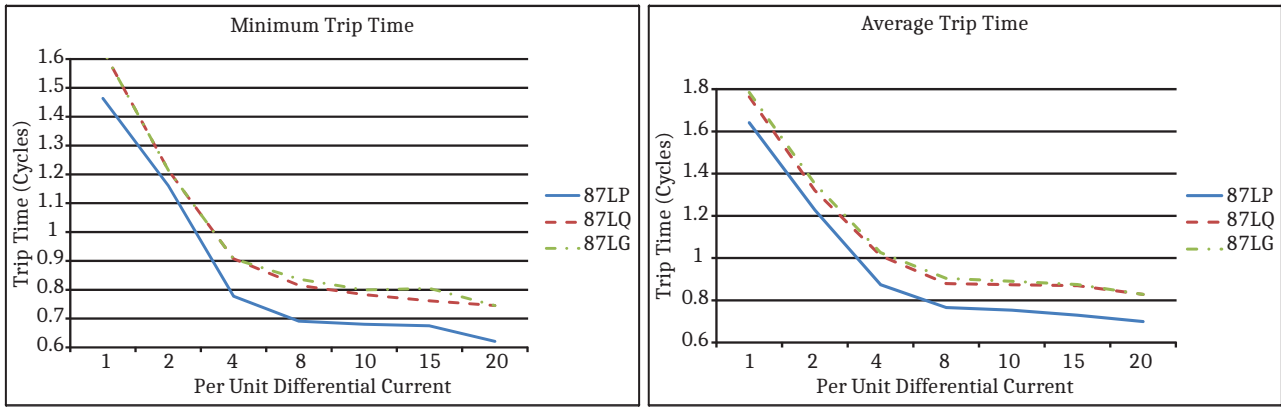 Minimum Trip Time
Trip Time (Cycles)
1.6
1.5
1.4
1.3
1.2
1.1
1
0.9
0.8
0.7
0.6
1 2 4 8 10 15 20
Per Unit Differential Current
87LP
87LQ
87LG
Average Trip Time
Trip Time (Cycles)
1.8
1.6
1.4
1.2
1
0.8
0.6
1 2 4 8 10 15 20
Per Unit Differential Current
87LP
87LQ
87LG